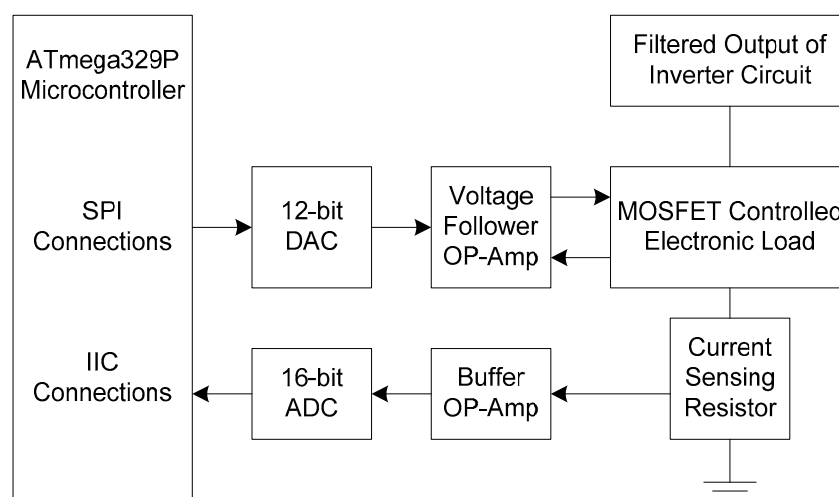 ATmega329P
Microcontroller
Filtered Output of
Inverter Circuit
SPI
Connections
12-bit
DAC
Voltage
Follower
OP-Amp
MOSFET Controlled
Electronic Load
IIC
Connections
16-bit
ADC
Buffer
OP-Amp
Current
Sensing
Resistor